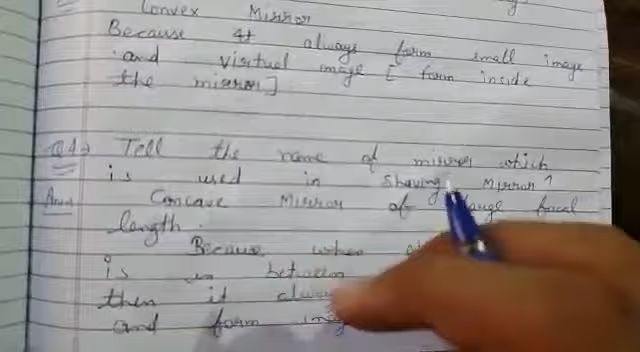 Convex Mirror
Because it always form small image
and virtual image [ form inside
the mirror]
Q4→ Tell the name of mirror which
is used in Shaving Mirror?
Ans Concave Mirror of large focal
length.
Because when
is in between
then it
and form